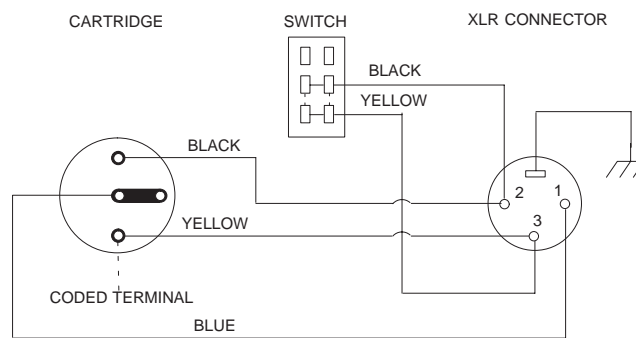 CARTRIDGE
SWITCH
XLR CONNECTOR
BLACK
YELLOW
BLACK
2
1
3
YELLOW
CODED TERMINAL
BLUE